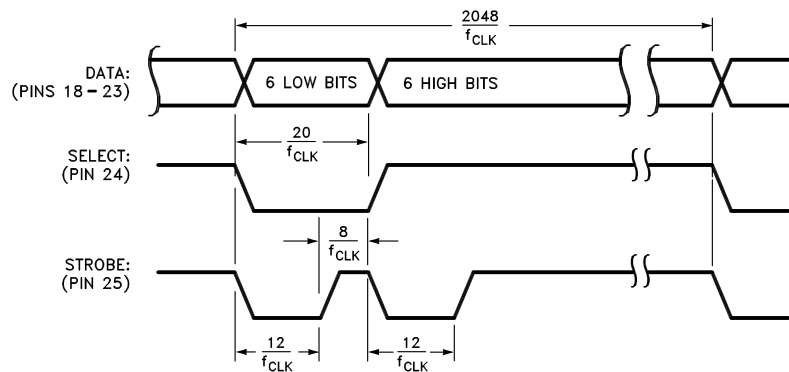 2048
fCLK
DATA:
(PINS 18 – 23)
6 LOW BITS
6 HIGH BITS
20
fCLK
SELECT:
(PIN 24)
8
fCLK
STROBE:
(PIN 25)
12
fCLK
12
fCLK